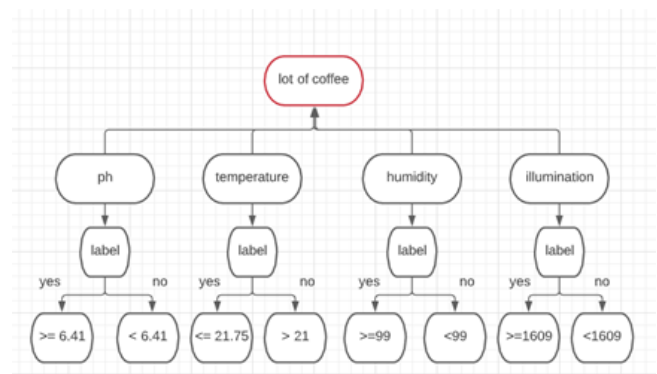 lot of coffee
ph temperature humidity illumination
label label label label
yes no yes no yes no yes no
>= 6.41 < 6.41 <= 21.75 > 21 >=99 <99 >=1609 <1609